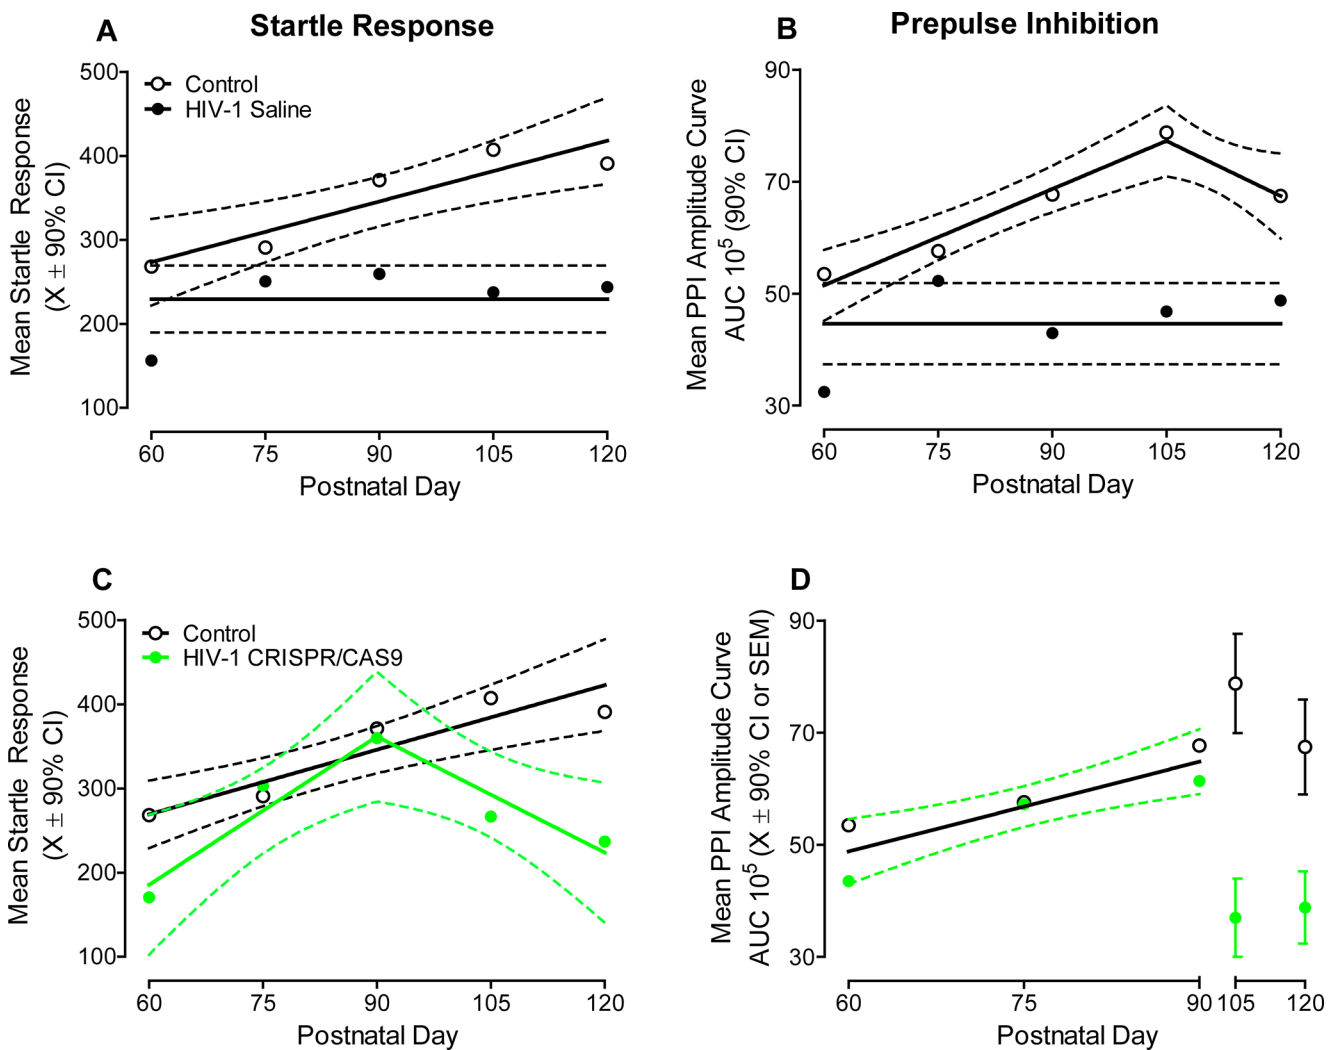 A
Startle Response
Mean Startle Response
(X ± 90% CI)
500
400
300
200
100
Control
HIV-1 Saline
60 75 90 105 120
Postnatal Day
B
Prepulse Inhibition
Mean PPI Amplitude Curve
AUC 10⁵ (90% CI)
90
70
50
30
60 75 90 105 120
Postnatal Day
C
Mean Startle Response
(X ± 90% CI)
500
400
300
200
100
Control
HIV-1 CRISPR/CAS9
60 75 90 105 120
Postnatal Day
D
Mean PPI Amplitude Curve
AUC 10⁵ (X ± 90% CI or SEM)
90
70
50
30
60 75 90 105 120
Postnatal Day